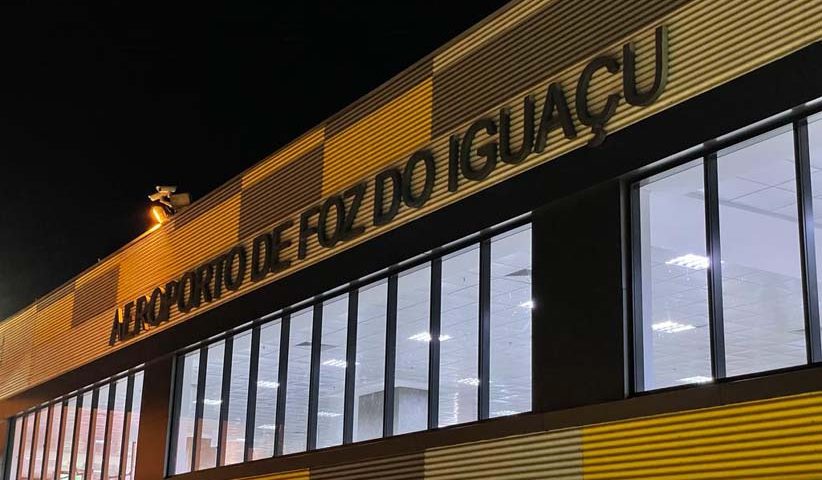 AEROPORTO DE FOZ DO IGUAÇU